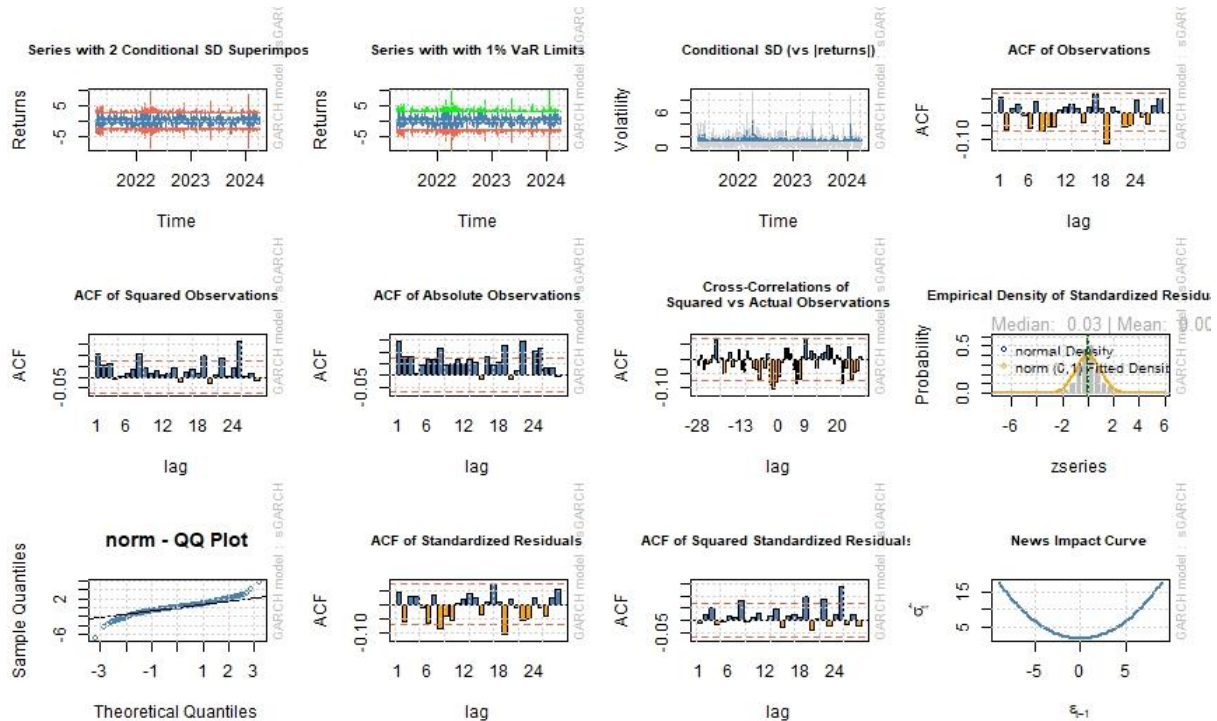 Series with 2 Conditional SD Superimpos
Returns
5
-5
2022 2023 2024
Time
GARCH model : sGARCH
Series with with 1% VaR Limits
Returns
5
-5
2022 2023 2024
Time
GARCH model : sGARCH
Conditional SD (vs |returns|)
Volatility
6
0
2022 2023 2024
Time
GARCH model : sGARCH
ACF of Observations
ACF
-0.10
1 6 12 18 24
lag
GARCH model : sGARCH
ACF of Squared Observations
ACF
-0.05
1 6 12 18 24
lag
GARCH model : sGARCH
ACF of Absolute Observations
ACF
-0.05
1 6 12 18 24
lag
GARCH model : sGARCH
Cross-Correlations of
Squared vs Actual Observations
ACF
-0.10
-28 -13 0 9 20
lag
GARCH model : sGARCH
Empirical Density of Standardized Residua
Median: 0.03 | Mean: 0.00
Probability
0.5
0.0
normal Density
norm (0,1) Fitted Densit
-6 -2 0 2 4 6
zseries
GARCH model : sGARCH
norm - QQ Plot
Sample Quantiles
2
-6
-3 -1 1 2 3
Theoretical Quantiles
GARCH model : sGARCH
ACF of Standardized Residuals
ACF
-0.10
1 6 12 18 24
lag
GARCH model : sGARCH
ACF of Squared Standardized Residuals
ACF
-0.05
1 6 12 18 24
lag
GARCH model : sGARCH
News Impact Curve
15
5
-5 0 5
εt-1
GARCH model : sGARCH